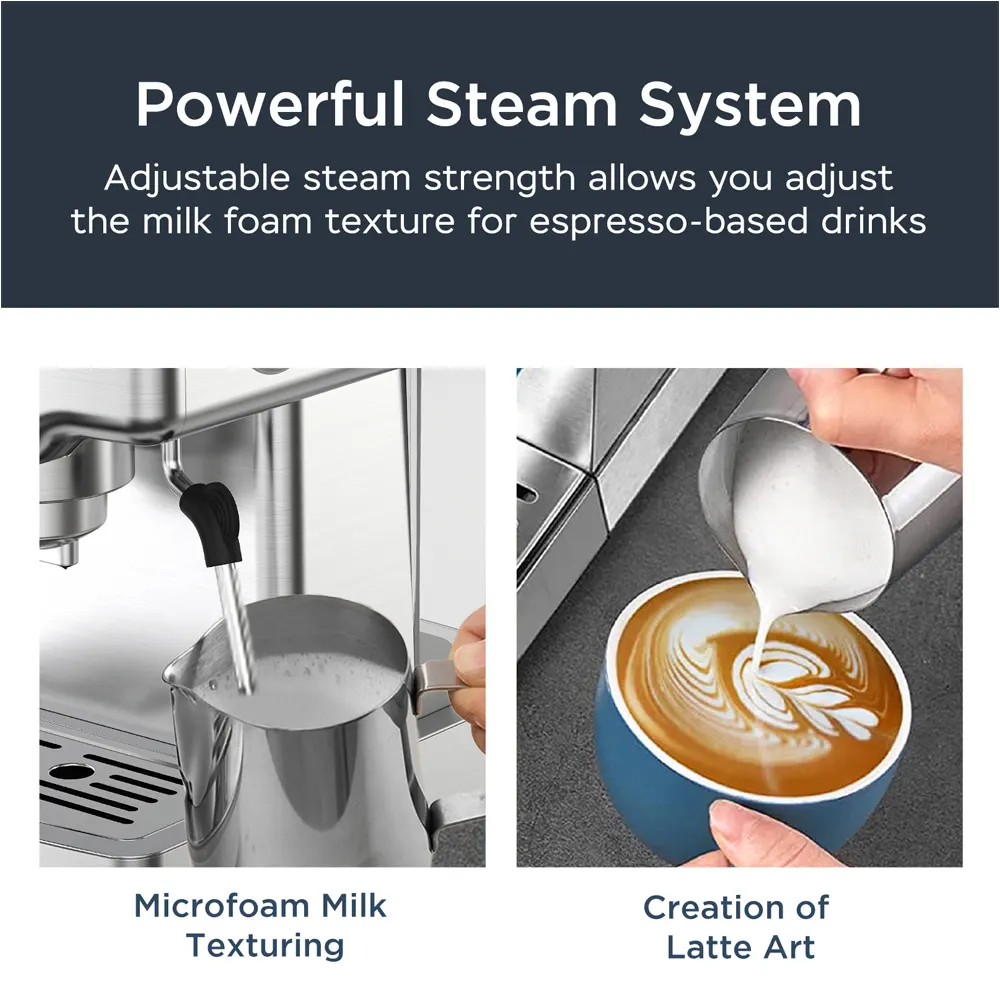 Powerful Steam System
Adjustable steam strength allows you adjust
the milk foam texture for espresso-based drinks
Microfoam Milk
Texturing
Creation of
Latte Art